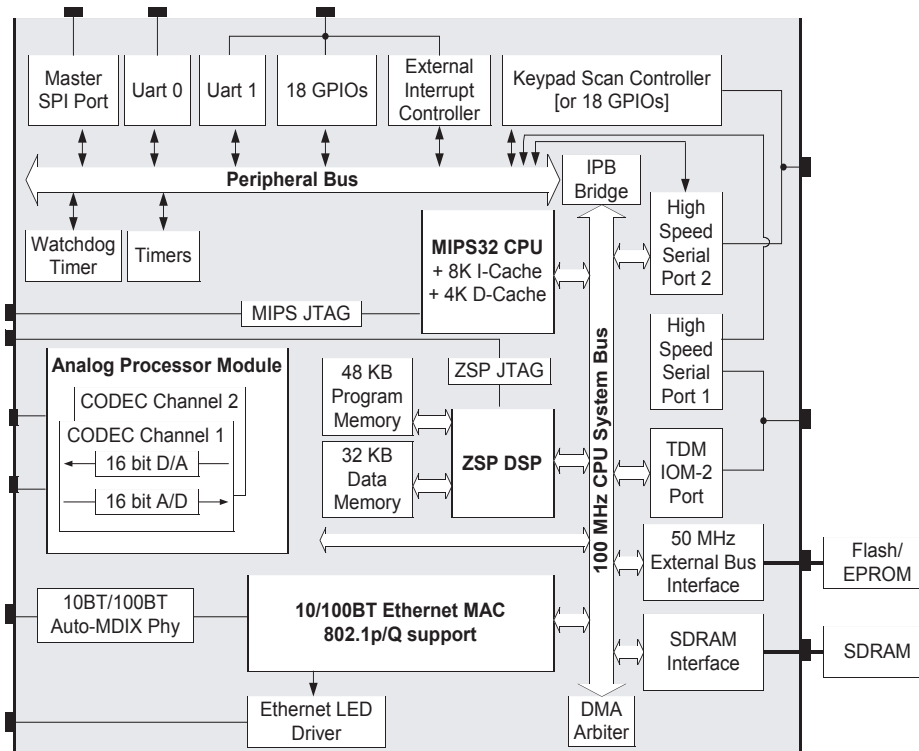 Master
SPI Port
Uart 0
Uart 1
18 GPIOs
External
Interrupt
Controller
Keypad Scan Controller
[or 18 GPIOs]
Peripheral Bus
IPB
Bridge
Watchdog
Timer
Timers
MIPS32 CPU
+ 8K I-Cache
+ 4K D-Cache
High
Speed
Serial
Port 2
MIPS JTAG
100 MHz CPU System Bus
High
Speed
Serial
Port 1
Analog Processor Module
CODEC Channel 2
CODEC Channel 1
16 bit D/A
16 bit A/D
48 KB
Program
Memory
32 KB
Data
Memory
ZSP JTAG
ZSP DSP
TDM
IOM-2
Port
50 MHz
External Bus
Interface
Flash/
EPROM
10BT/100BT
Auto-MDIX Phy
10/100BT Ethernet MAC
802.1p/Q support
SDRAM
Interface
SDRAM
Ethernet LED
Driver
DMA
Arbiter